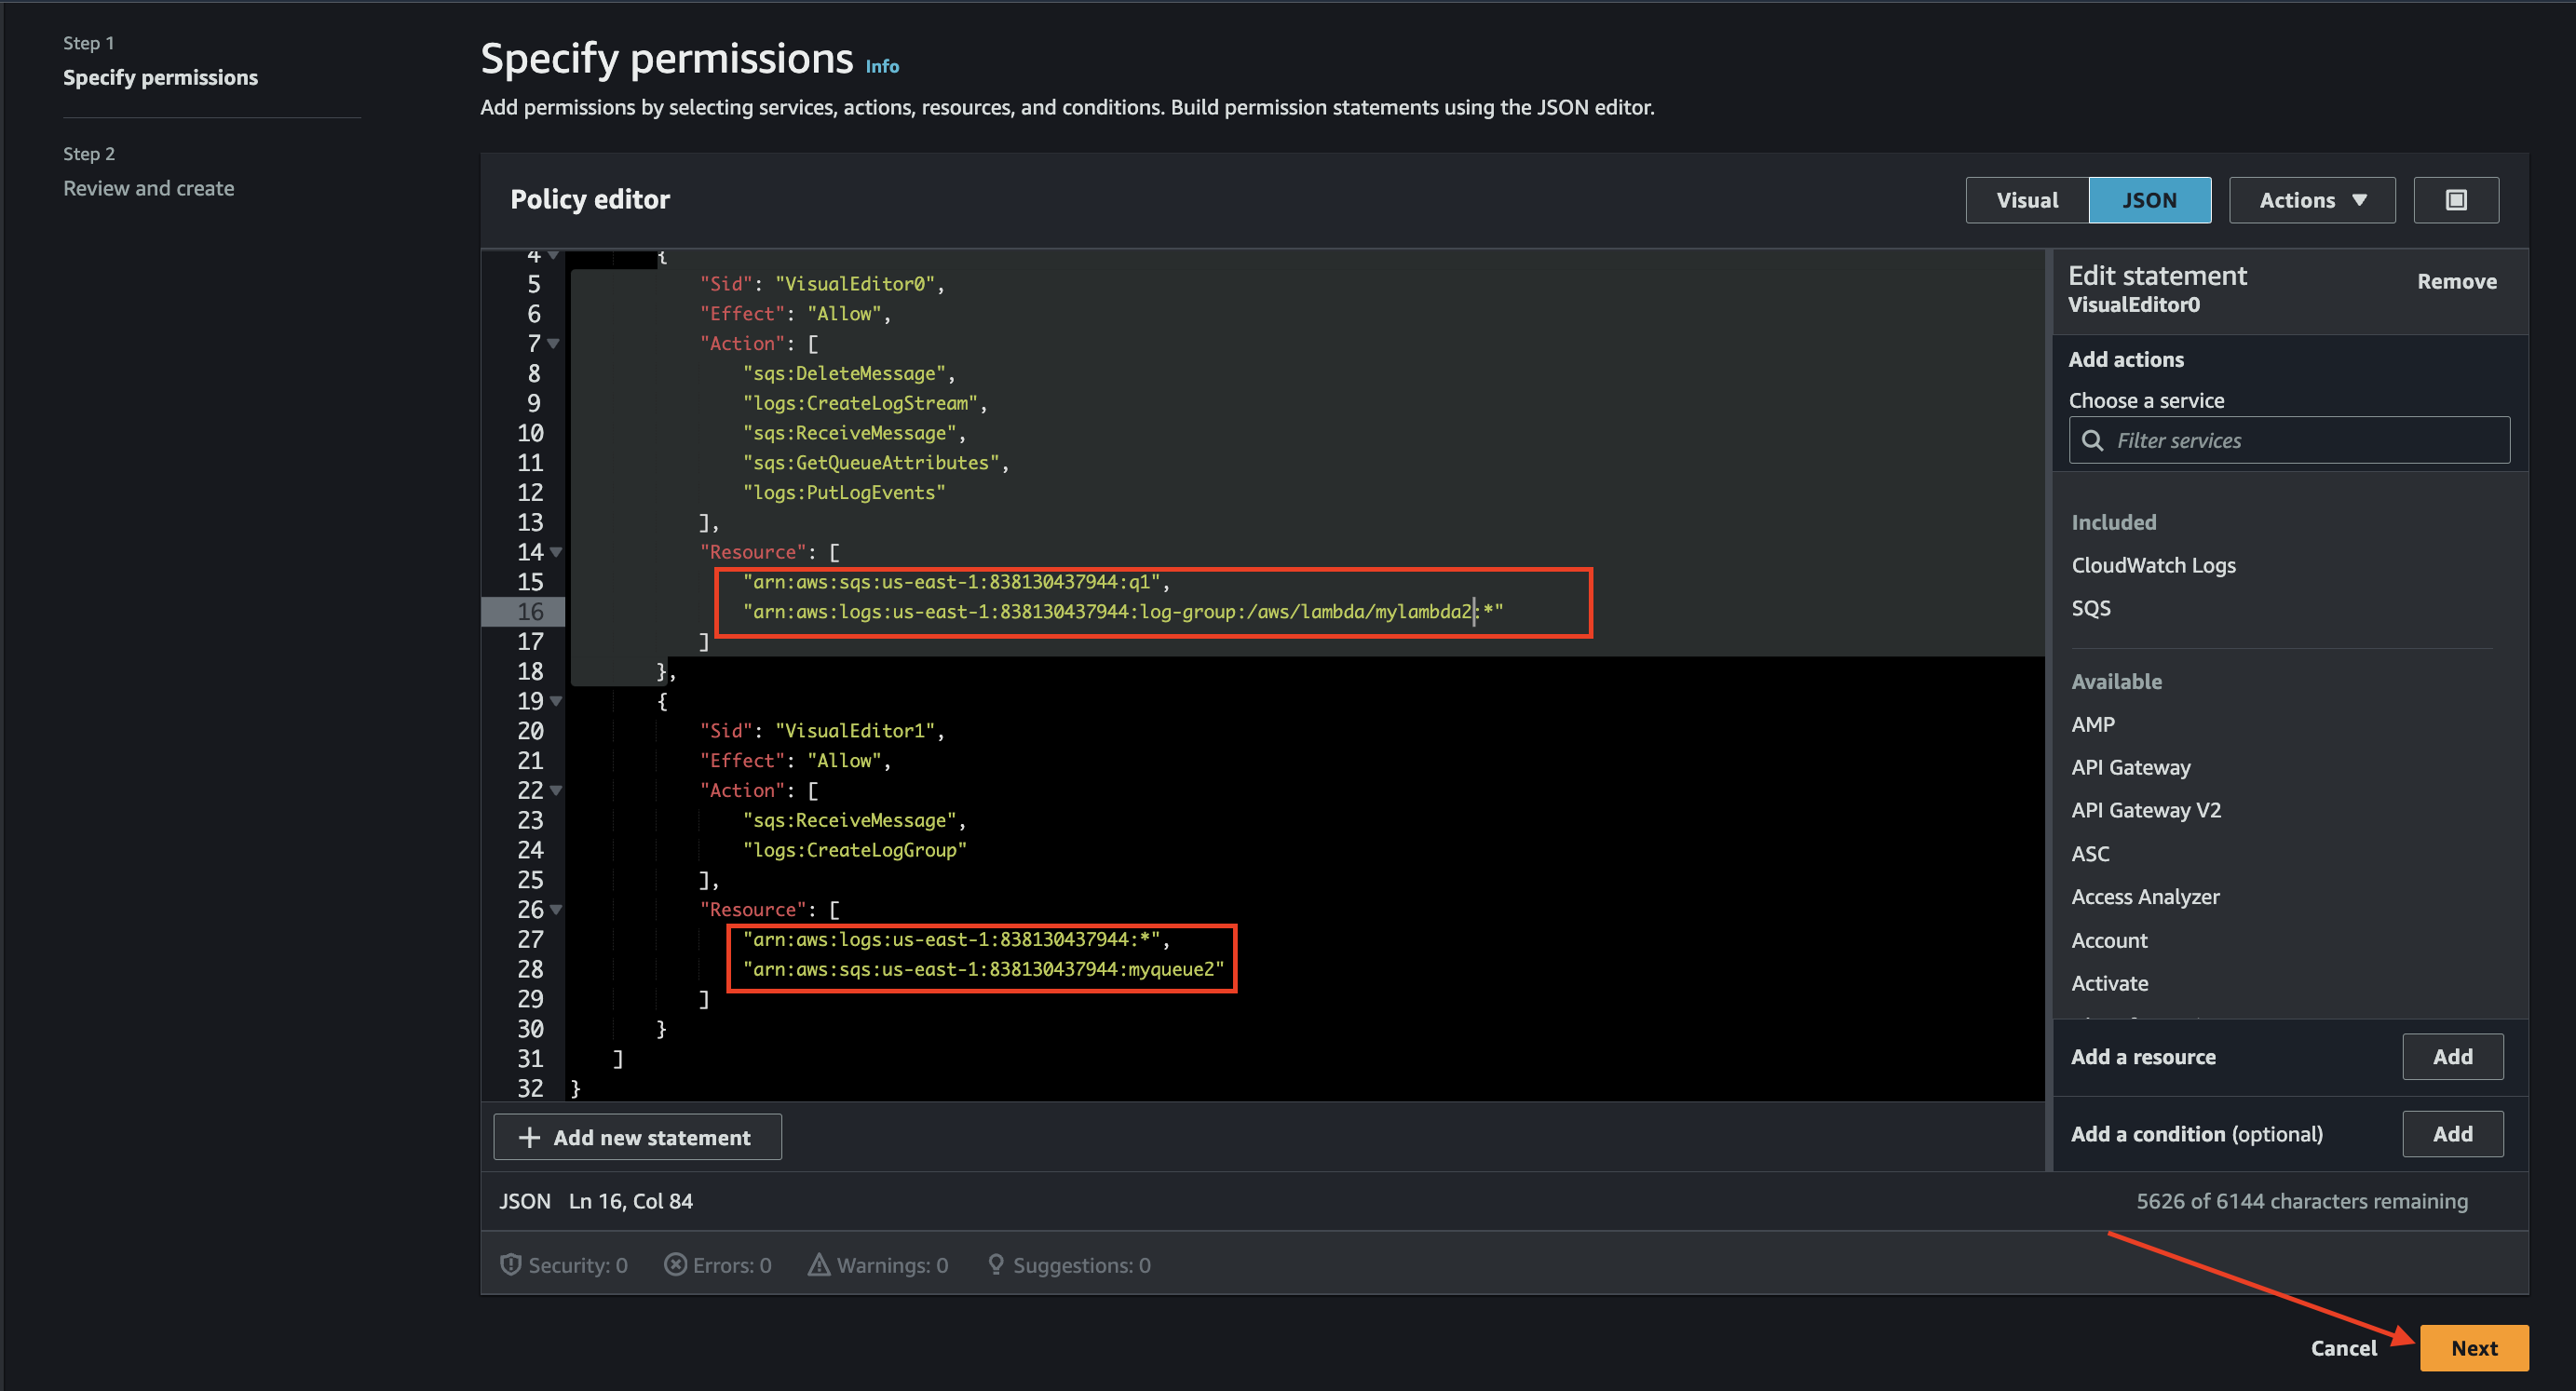 Step 1
Specify permissions
Step 2
Review and create
Specify permissions Info
Add permissions by selecting services, actions, resources, and conditions. Build permission statements using the JSON editor.
Policy editor
Visual JSON Actions
4 {
5 "Sid": "VisualEditor0",
6 "Effect": "Allow",
7 "Action": [
8 "sqs:DeleteMessage",
9 "logs:CreateLogStream",
10 "sqs:ReceiveMessage",
11 "sqs:GetQueueAttributes",
12 "logs:PutLogEvents"
13 ],
14 "Resource": [
15 "arn:aws:sqs:us-east-1:838130437944:q1",
16 "arn:aws:logs:us-east-1:838130437944:log-group:/aws/lambda/mylambda2:*"
17 ]
18 },
19 {
20 "Sid": "VisualEditor1",
21 "Effect": "Allow",
22 "Action": [
23 "sqs:ReceiveMessage",
24 "logs:CreateLogGroup"
25 ],
26 "Resource": [
27 "arn:aws:logs:us-east-1:838130437944:*",
28 "arn:aws:sqs:us-east-1:838130437944:myqueue2"
29 ]
30 }
31 ]
32 }
Edit statement Remove
VisualEditor0
Add actions
Choose a service
Filter services
Included
CloudWatch Logs
SQS
Available
AMP
API Gateway
API Gateway V2
ASC
Access Analyzer
Account
Activate
Add a resource Add
Add a condition (optional) Add
+ Add new statement
JSON Ln 16, Col 84
5626 of 6144 characters remaining
Security: 0 Errors: 0 Warnings: 0 Suggestions: 0
Cancel Next